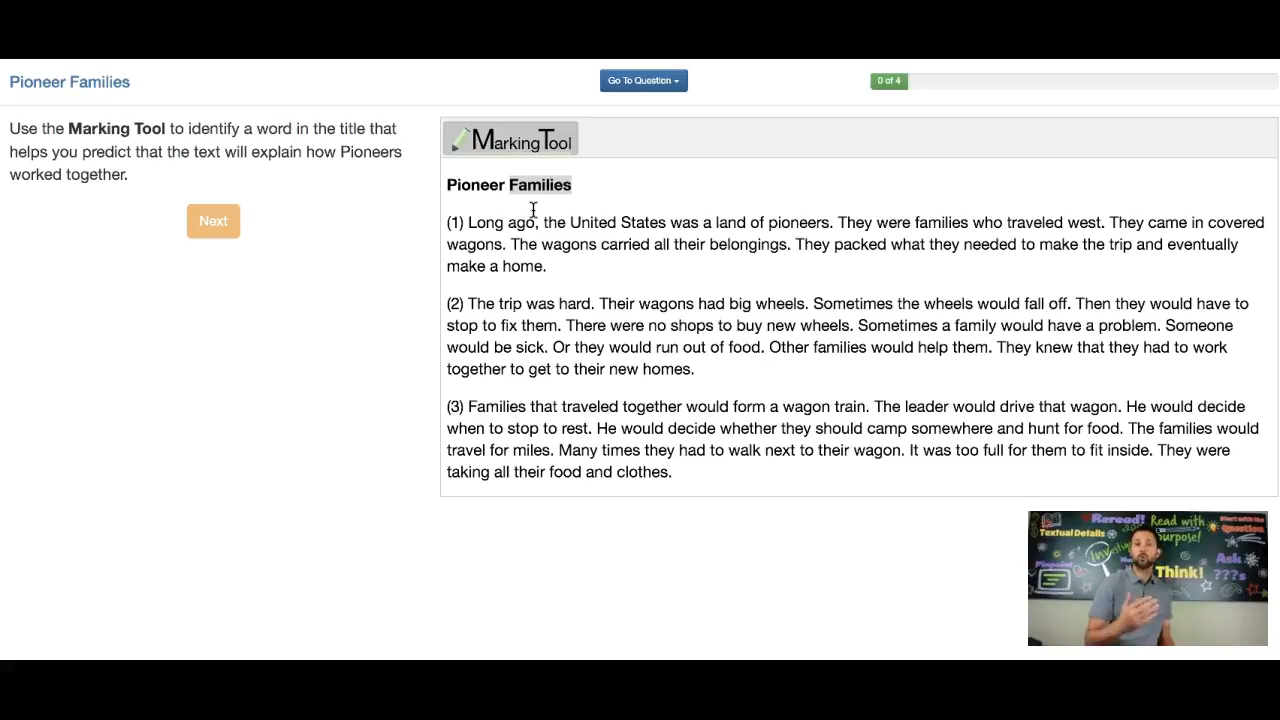 Pioneer Families
Go To Question
0 of 4
Use the Marking Tool to identify a word in the title that
helps you predict that the text will explain how Pioneers
worked together.
Next
MarkingTool
Pioneer Families
(1) Long ago, the United States was a land of pioneers. They were families who traveled west. They came in covered
wagons. The wagons carried all their belongings. They packed what they needed to make the trip and eventually
make a home.
(2) The trip was hard. Their wagons had big wheels. Sometimes the wheels would fall off. Then they would have to
stop to fix them. There were no shops to buy new wheels. Sometimes a family would have a problem. Someone
would be sick. Or they would run out of food. Other families would help them. They knew that they had to work
together to get to their new homes.
(3) Families that traveled together would form a wagon train. The leader would drive that wagon. He would decide
when to stop to rest. He would decide whether they should camp somewhere and hunt for food. The families would
travel for miles. Many times they had to walk next to their wagon. It was too full for them to fit inside. They were
taking all their food and clothes.
Reread!
Read with
Start with the
Question
Textual Details
Purpose!
Ask
???s
Think!
Pinpoint